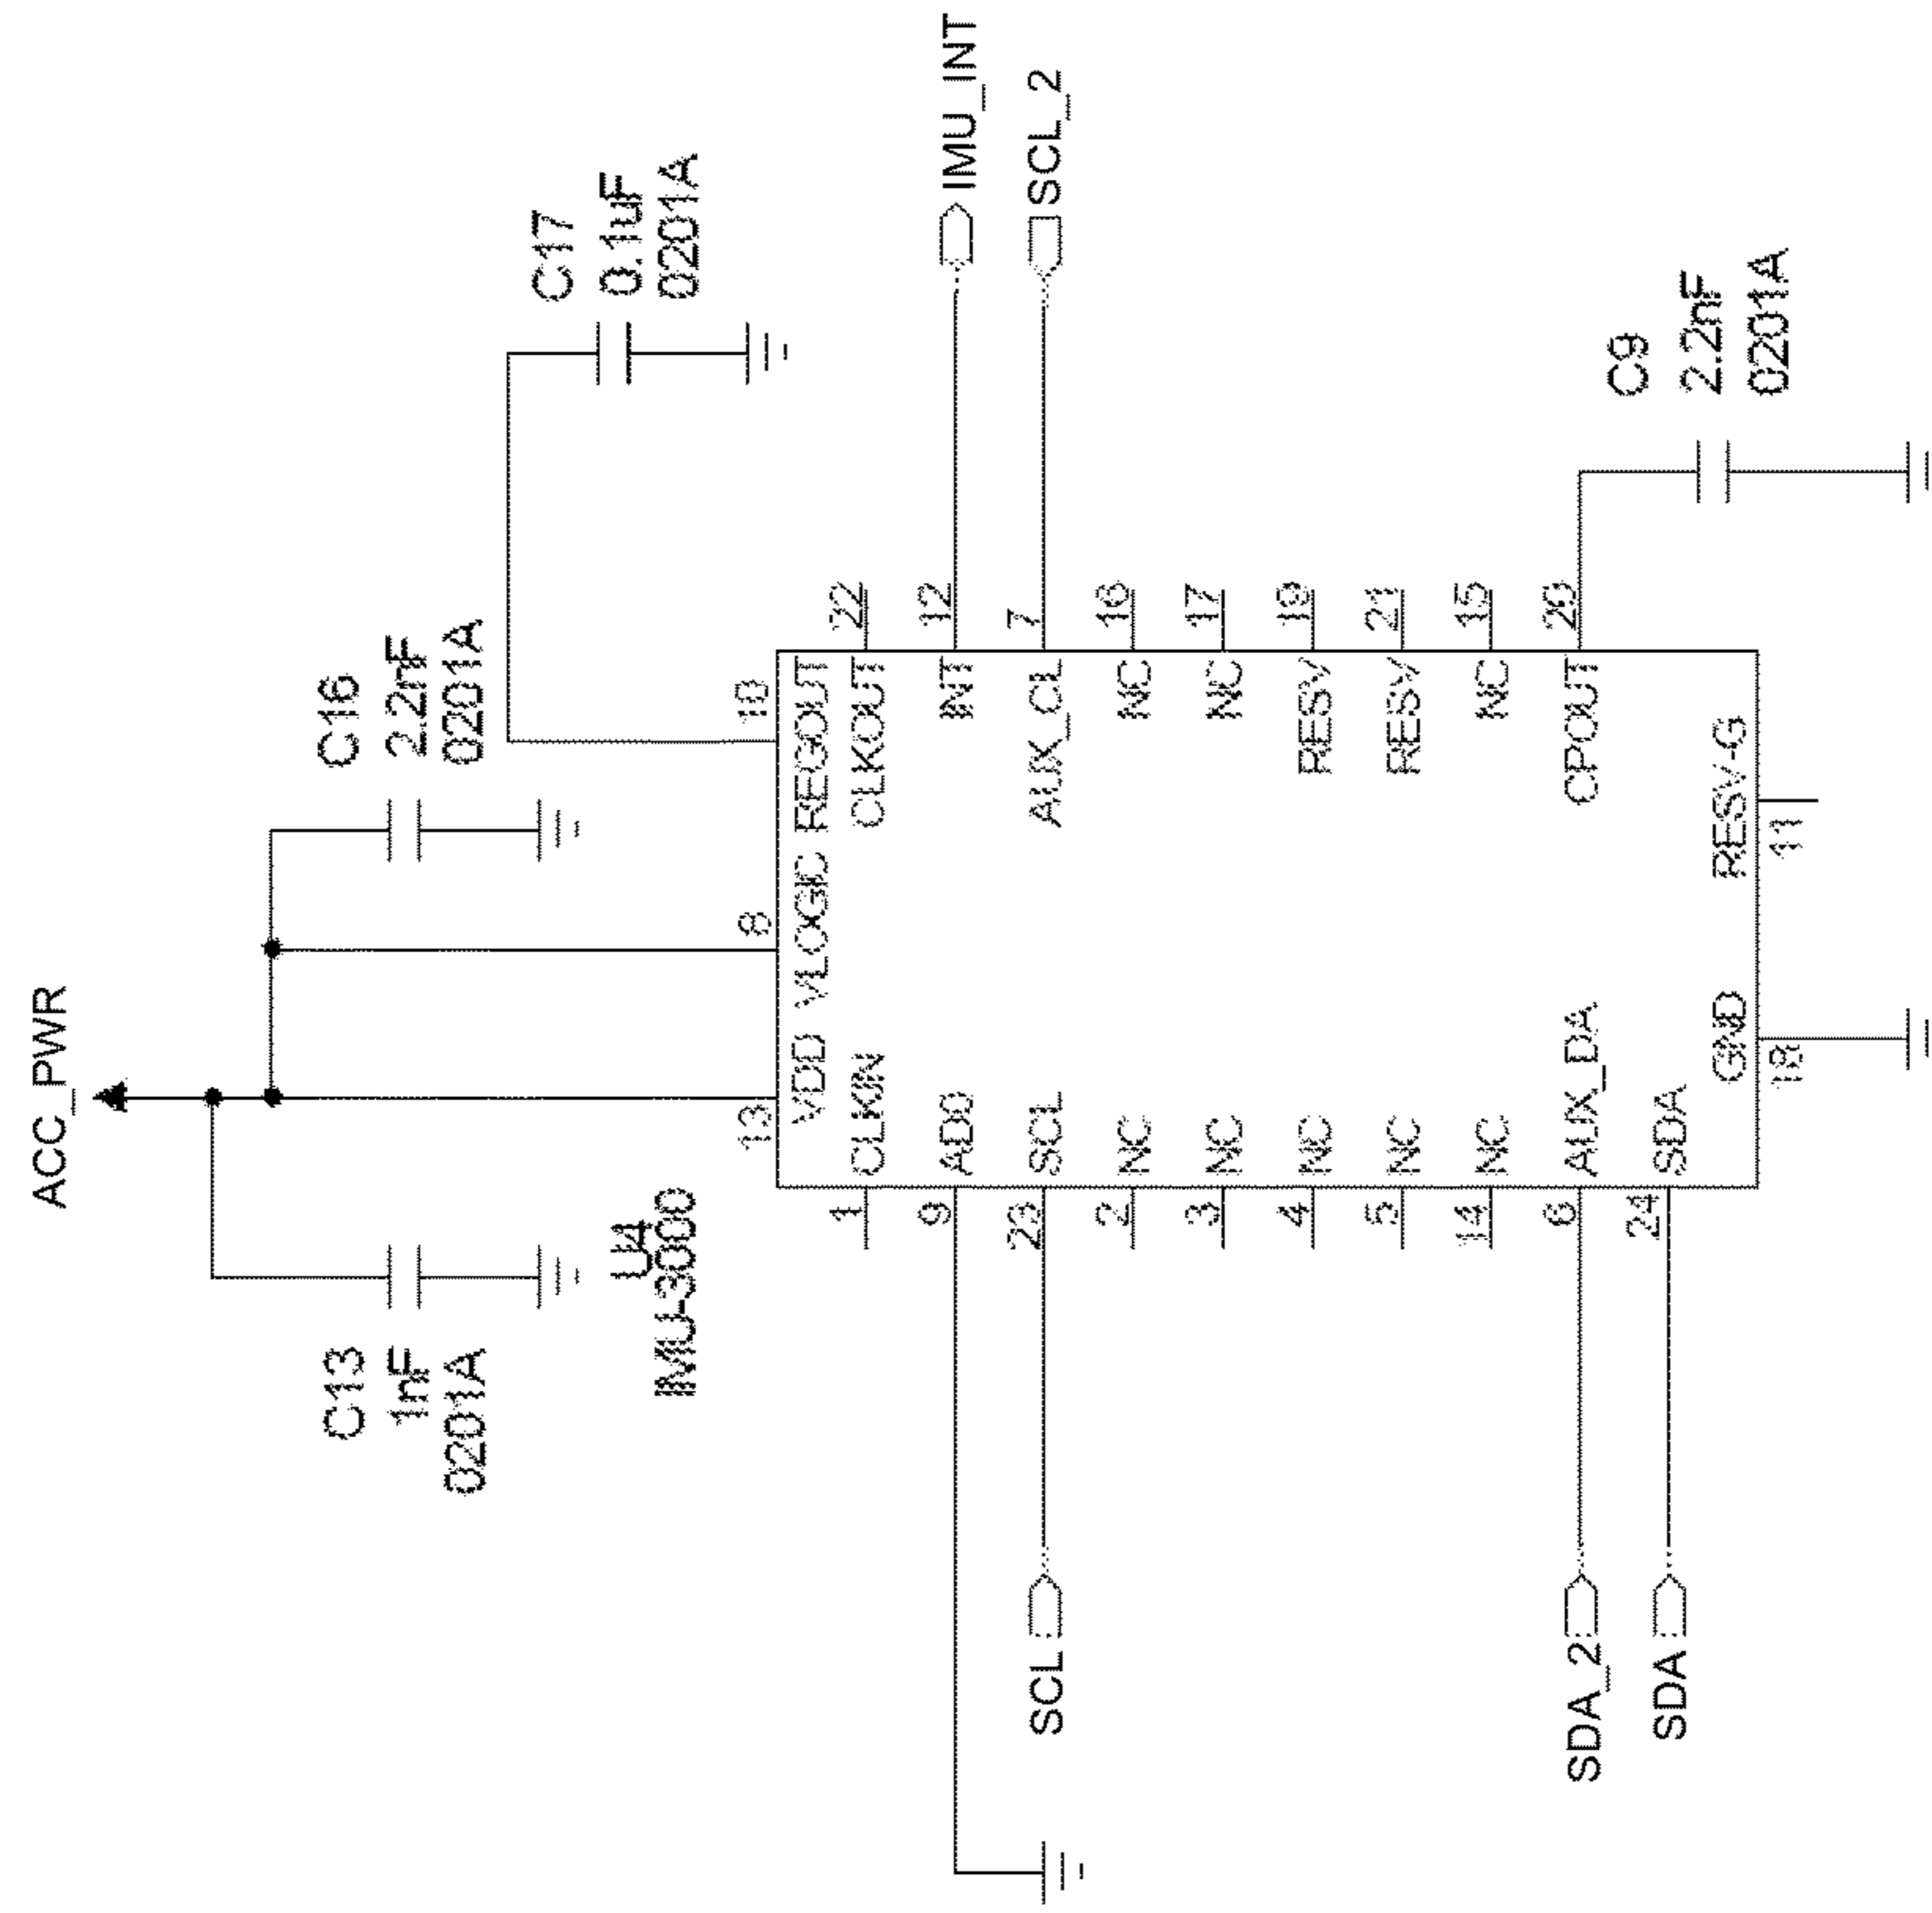 ACC_PWR
C13
1nF
0201A
C16
2.2nF
0201A
C17
0.1uF
0201A
U4
IMU-3000
13
8
10
VDD VLOGIC REGOUT
1
CLKIN
CLKOUT
22
9
AD0
INT
12
IMU_INT
SCL
23
SCL
AUX_CL
7
SCL_2
2
NC
NC
16
3
NC
NC
17
4
NC
RESV
19
5
NC
RESV
21
14
NC
NC
15
SDA_2
6
AUX_DA
CPOUT
20
SDA
24
SDA
GND
RESV-G
18
11
C9
2.2nF
0201A